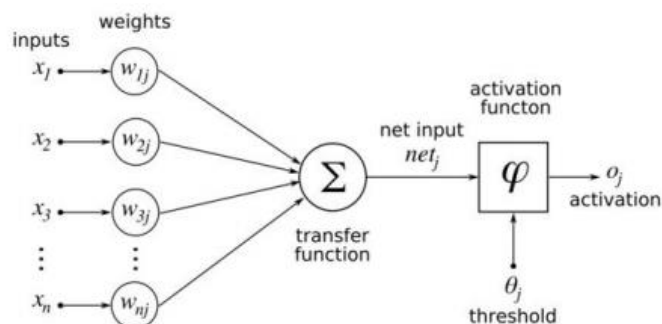 weights
inputs
activation
functon
x₁
w₁ⱼ
x₂
w₂ⱼ
net input
netⱼ
φ
oⱼ
activation
Σ
x₃
w₃ⱼ
transfer
function
⋮
⋮
θⱼ
threshold
xₙ
wₙⱼ